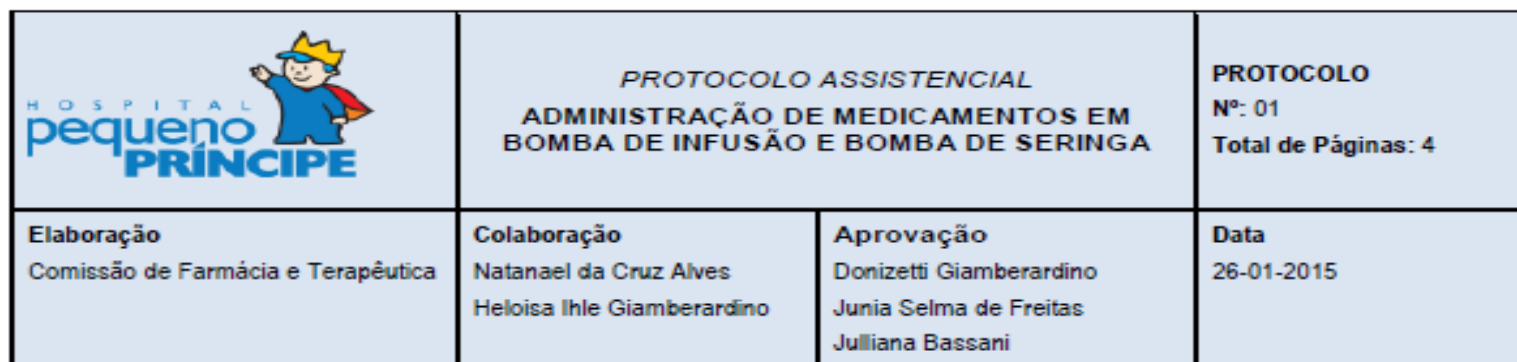 HOSPITAL
pequeno
PRÍNCIPE
PROTOCOLO ASSISTENCIAL
ADMINISTRAÇÃO DE MEDICAMENTOS EM
BOMBA DE INFUSÃO E BOMBA DE SERINGA
PROTOCOLO
Nº: 01
Total de Páginas: 4
Elaboração
Comissão de Farmácia e Terapêutica
Colaboração
Natanael da Cruz Alves
Heloisa Ihle Giamberardino
Aprovação
Donizetti Giamberardino
Junia Selma de Freitas
Julliana Bassani
Data
26-01-2015